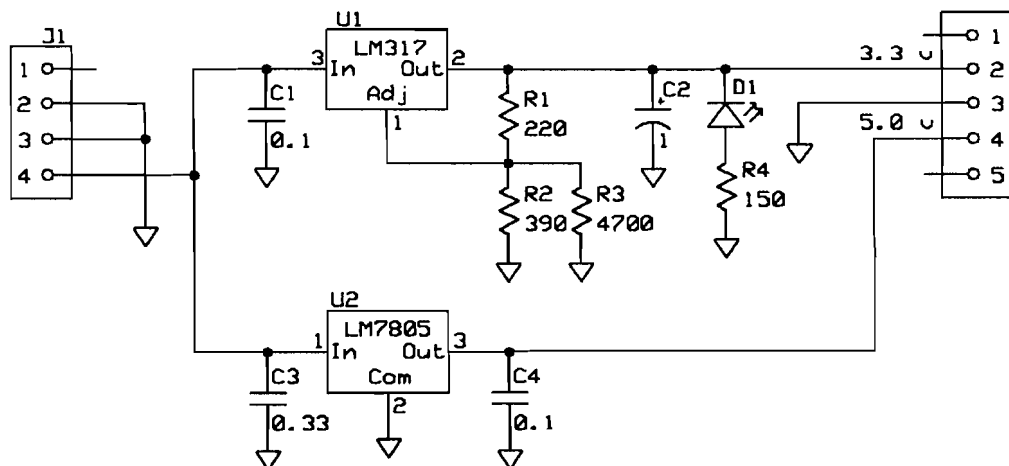 J1
1
2
3
4
U1
LM317
3 In Out 2
Adj
1
C1
0.1
R1
220
R2
390
R3
4700
C2
+
1
D1
R4
150
3.3 v
5.0 v
1
2
3
4
5
U2
LM7805
1 In Out 3
Com
2
C3
0.33
C4
0.1